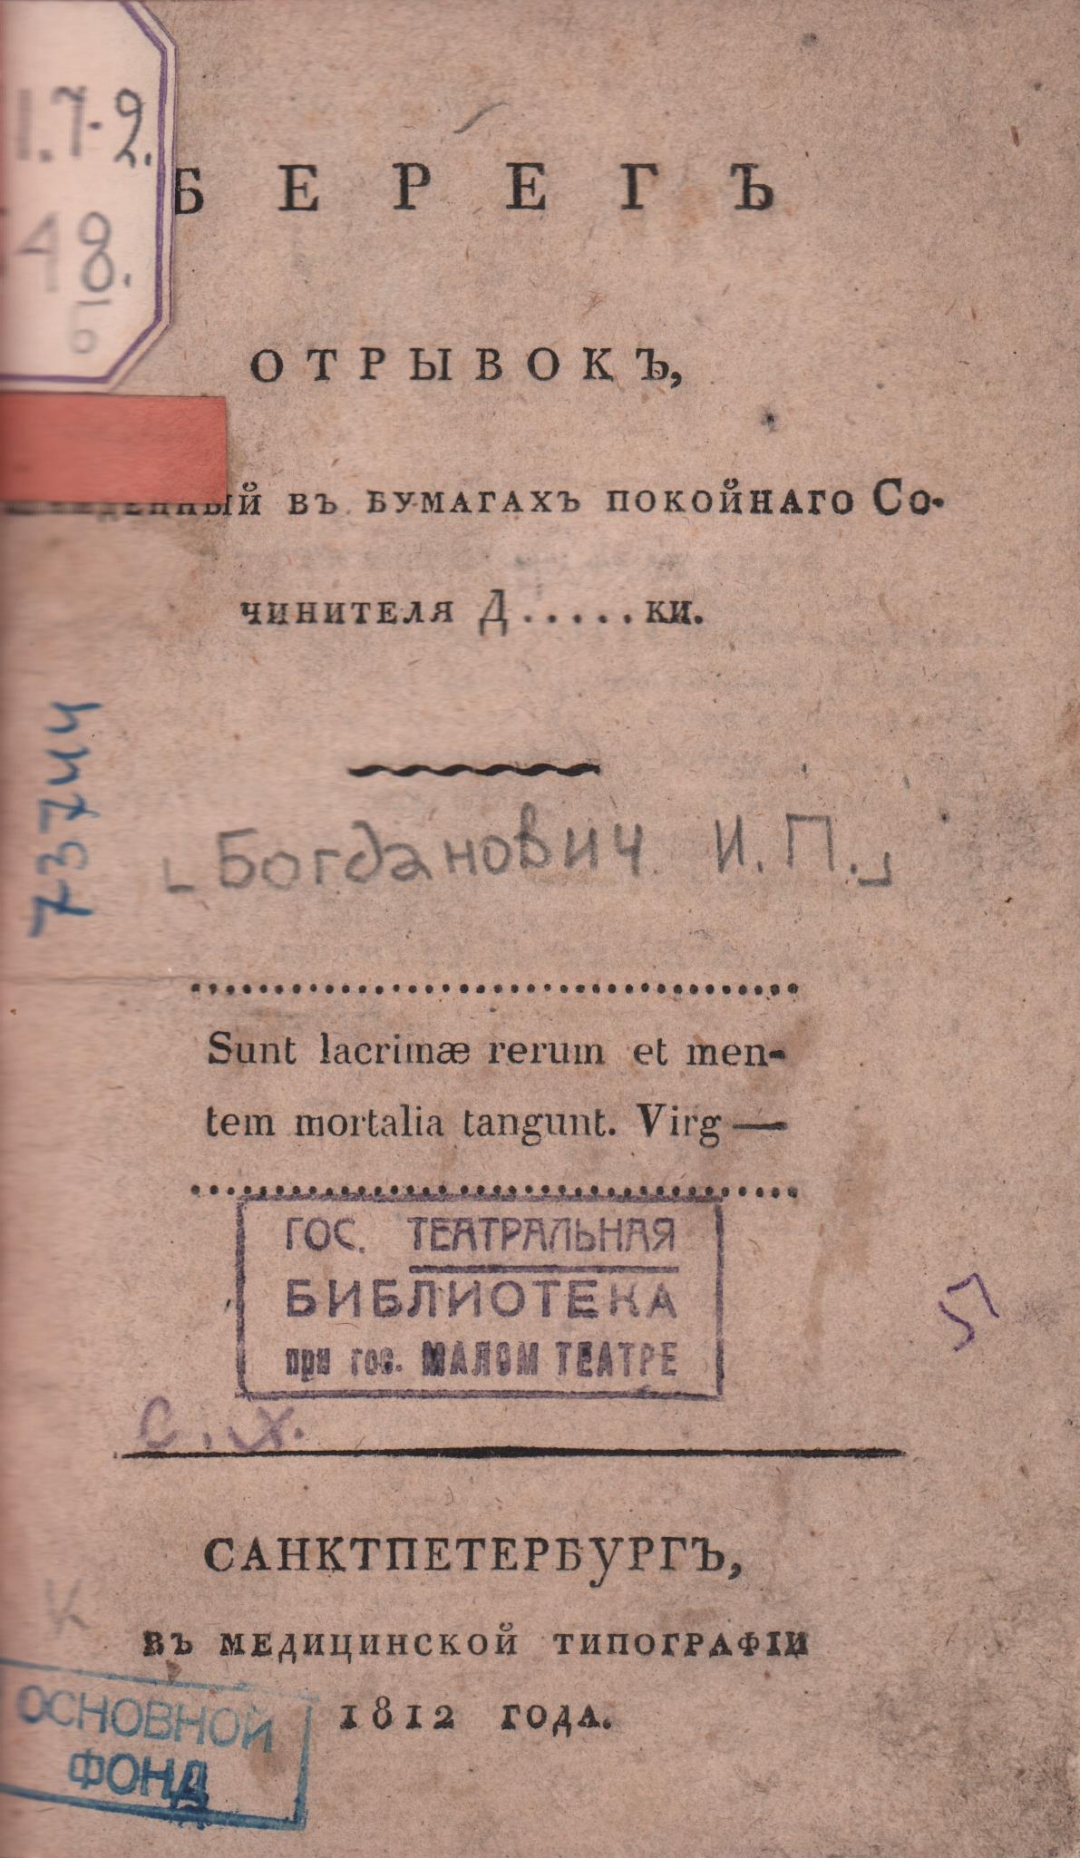 1.7-2.
48.
Б
БЕРЕГЪ
ОТРЫВОКЪ,
въ бумагахъ покойнаго Со-
чинителя Д.....ки.
73744
Богданович И.П.
Sunt lacrimæ rerum et men-
tem mortalia tangunt. Virg —
ГОС. ТЕАТРАЛЬНАЯ
БИБЛИОТЕКА
при гос. МАЛОМ ТЕАТРЕ
с.х.
САНКТПЕТЕРБУРГЪ,
въ медицинской типографіи
1812 года.
К
ОСНОВНОЙ
ФОНД